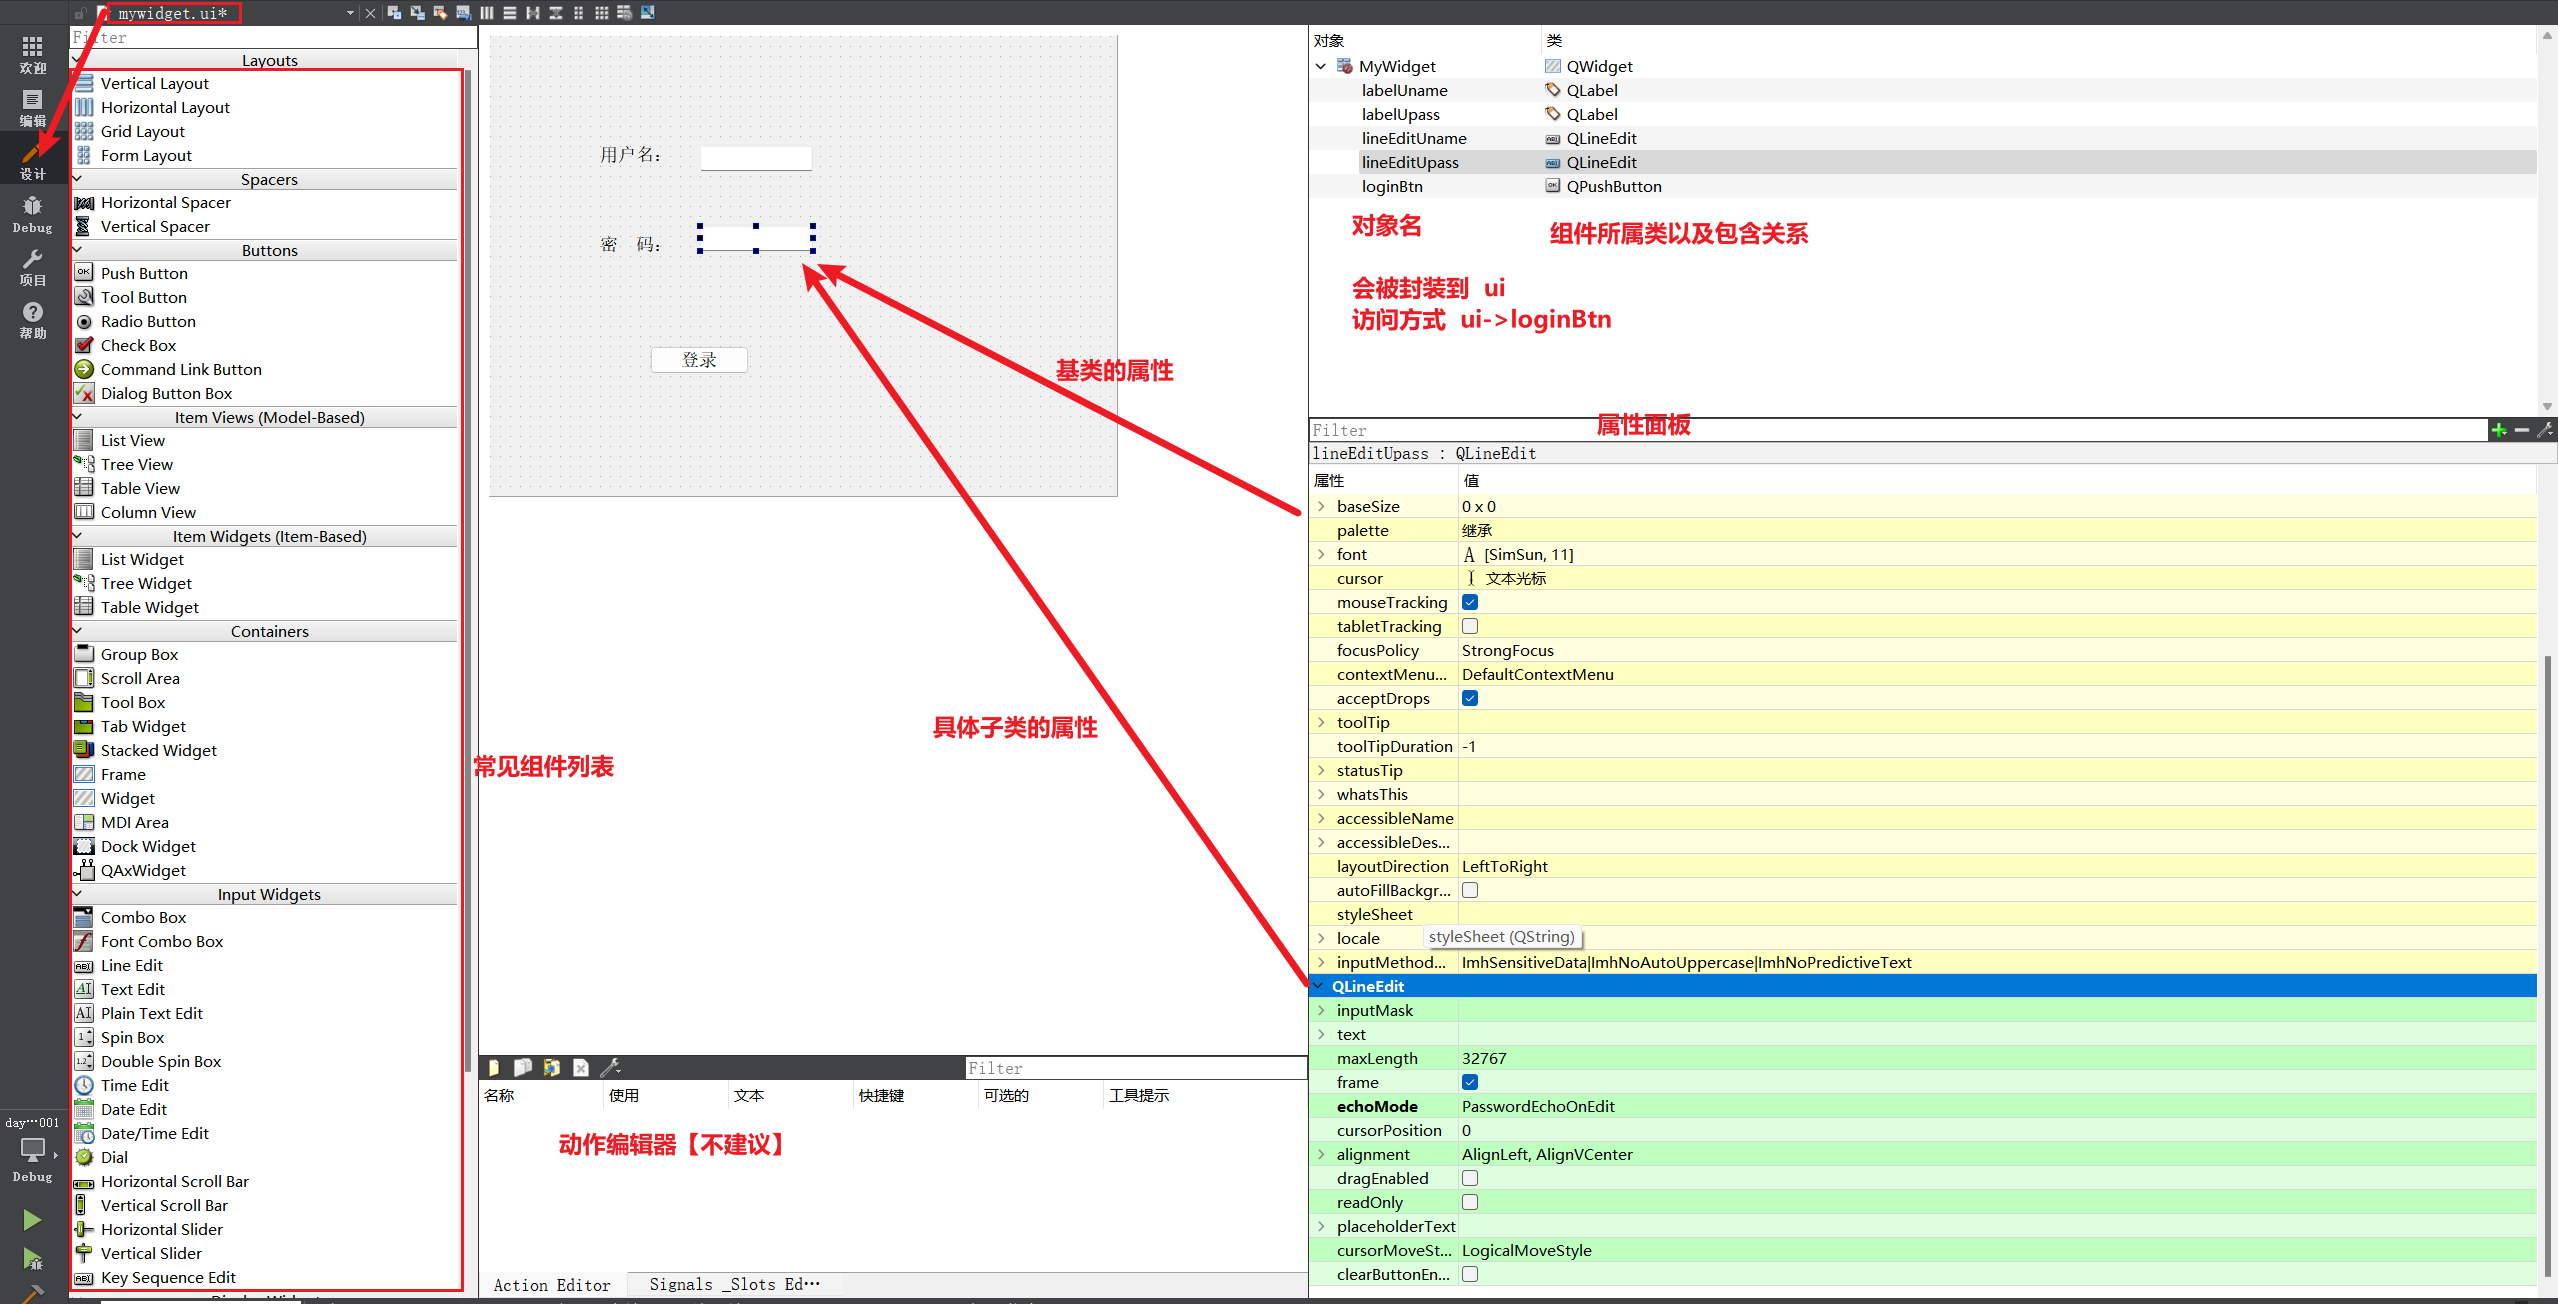 mywidget.ui*
欢迎
编辑
设计
Debug
项目
帮助
day···001
Debug
Filter
Layouts
Vertical Layout
Horizontal Layout
Grid Layout
Form Layout
Spacers
Horizontal Spacer
Vertical Spacer
Buttons
Push Button
Tool Button
Radio Button
Check Box
Command Link Button
Dialog Button Box
Item Views (Model-Based)
List View
Tree View
Table View
Column View
Item Widgets (Item-Based)
List Widget
Tree Widget
Table Widget
Containers
Group Box
Scroll Area
Tool Box
Tab Widget
Stacked Widget
Frame
Widget
MDI Area
Dock Widget
QAxWidget
Input Widgets
Combo Box
Font Combo Box
Line Edit
Text Edit
Plain Text Edit
Spin Box
Double Spin Box
Time Edit
Date Edit
Date/Time Edit
Dial
Horizontal Scroll Bar
Vertical Scroll Bar
Horizontal Slider
Vertical Slider
Key Sequence Edit
常见组件列表
用户名:
密 码:
登录
基类的属性
具体子类的属性
Filter
名称 使用 文本 快捷键 可选的 工具提示
动作编辑器【不建议】
Action Editor Signals _Slots Ed···
对象 类
MyWidget QWidget
labelUname QLabel
labelUpass QLabel
lineEditUname QLineEdit
lineEditUpass QLineEdit
loginBtn QPushButton
对象名 组件所属类以及包含关系
会被封装到 ui
访问方式 ui->loginBtn
属性面板
Filter
lineEditUpass : QLineEdit
属性 值
baseSize 0 x 0
palette 继承
font A [SimSun, 11]
cursor 文本光标
mouseTracking
tabletTracking
focusPolicy StrongFocus
contextMenu... DefaultContextMenu
acceptDrops
toolTip
toolTipDuration -1
statusTip
whatsThis
accessibleName
accessibleDes...
layoutDirection LeftToRight
autoFillBackgr...
styleSheet
locale styleSheet (QString)
inputMethod... ImhSensitiveData|ImhNoAutoUppercase|ImhNoPredictiveText
QLineEdit
inputMask
text
maxLength 32767
frame
echoMode PasswordEchoOnEdit
cursorPosition 0
alignment AlignLeft, AlignVCenter
dragEnabled
readOnly
placeholderText
cursorMoveSt... LogicalMoveStyle
clearButtonEn...